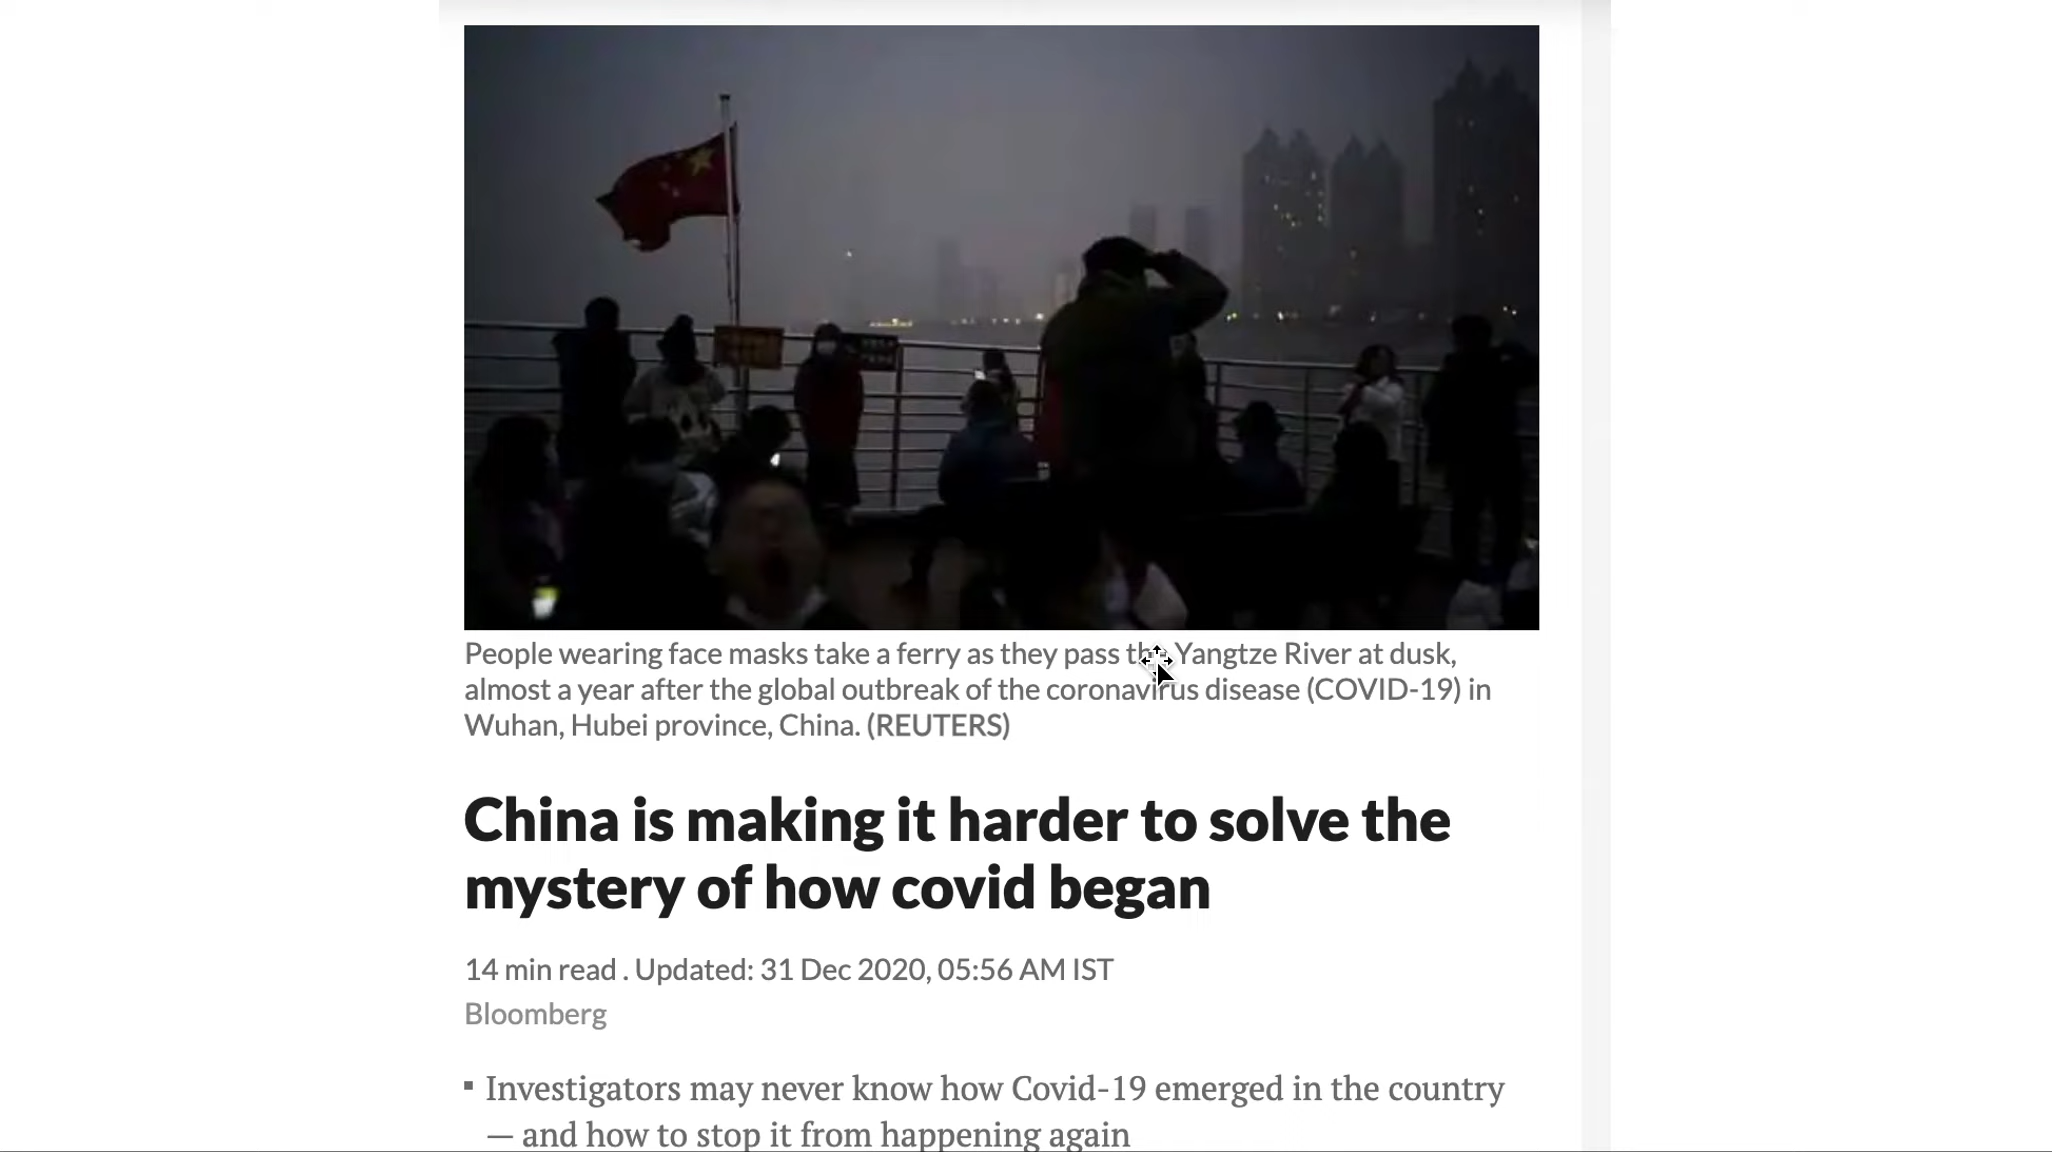 People wearing face masks take a ferry as they pass the Yangtze River at dusk,
almost a year after the global outbreak of the coronavirus disease (COVID-19) in
Wuhan, Hubei province, China. (REUTERS)
China is making it harder to solve the
mystery of how covid began
14 min read . Updated: 31 Dec 2020, 05:56 AM IST
Bloomberg
▪ Investigators may never know how Covid-19 emerged in the country
— and how to stop it from happening again